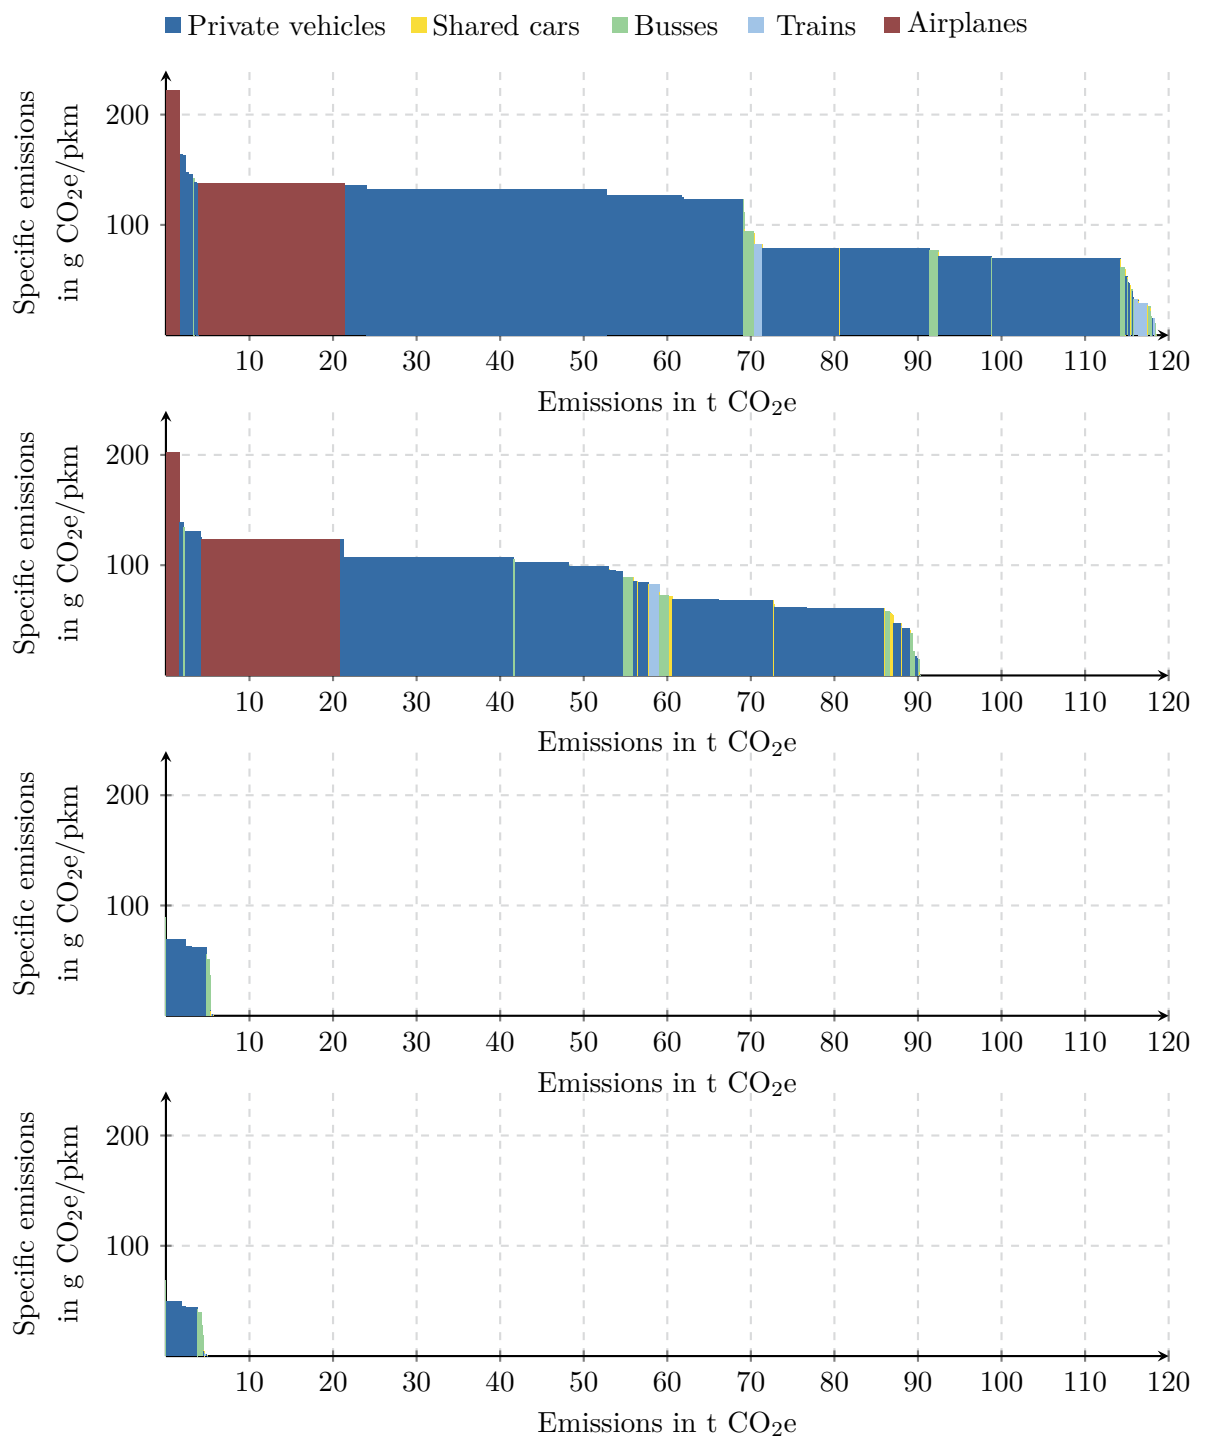 Private vehicles Shared cars Busses Trains Airplanes
Specific emissions
in g CO₂e/pkm
200
100
10 20 30 40 50 60 70 80 90 100 110 120
Emissions in t CO₂e
Specific emissions
in g CO₂e/pkm
200
100
10 20 30 40 50 60 70 80 90 100 110 120
Emissions in t CO₂e
Specific emissions
in g CO₂e/pkm
200
100
10 20 30 40 50 60 70 80 90 100 110 120
Emissions in t CO₂e
Specific emissions
in g CO₂e/pkm
200
100
10 20 30 40 50 60 70 80 90 100 110 120
Emissions in t CO₂e